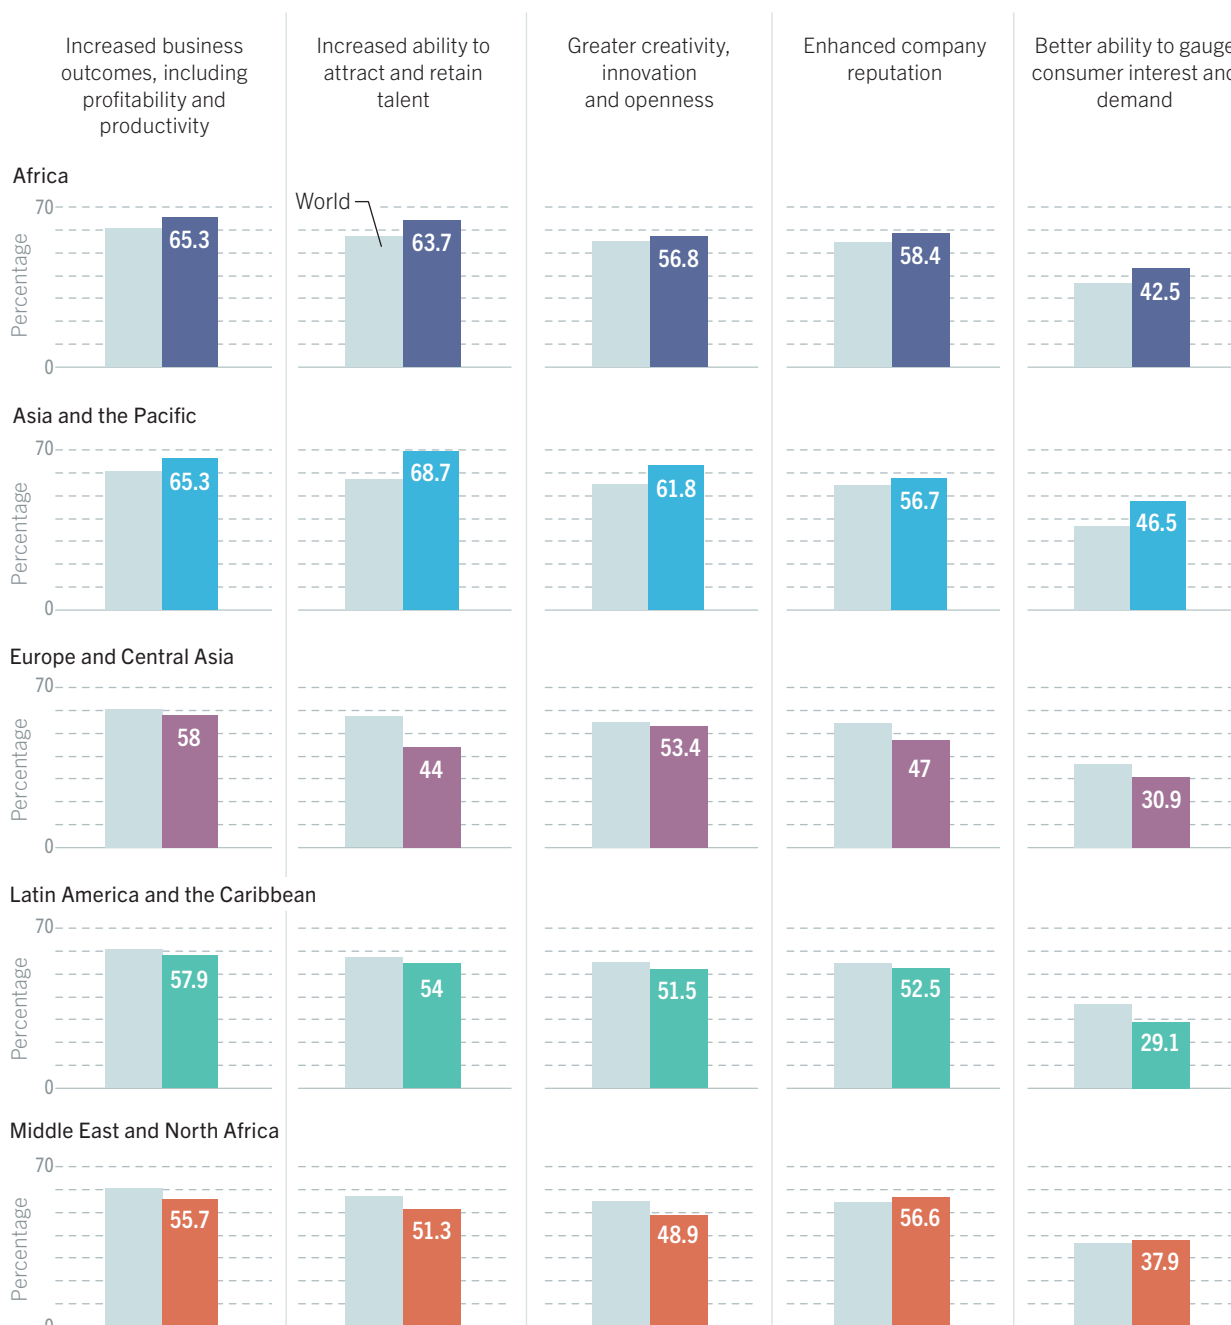 Increased business
outcomes, including
profitability and
productivity
Increased ability to
attract and retain
talent
Greater creativity,
innovation
and openness
Enhanced company
reputation
Better ability to gauge
consumer interest and
demand
Africa
70
Percentage
0
World
65.3
63.7
56.8
58.4
42.5
Asia and the Pacific
70
Percentage
0
65.3
68.7
61.8
56.7
46.5
Europe and Central Asia
70
Percentage
0
58
44
53.4
47
30.9
Latin America and the Caribbean
70
Percentage
0
57.9
54
51.5
52.5
29.1
Middle East and North Africa
70
Percentage
0
55.7
51.3
48.9
56.6
37.9